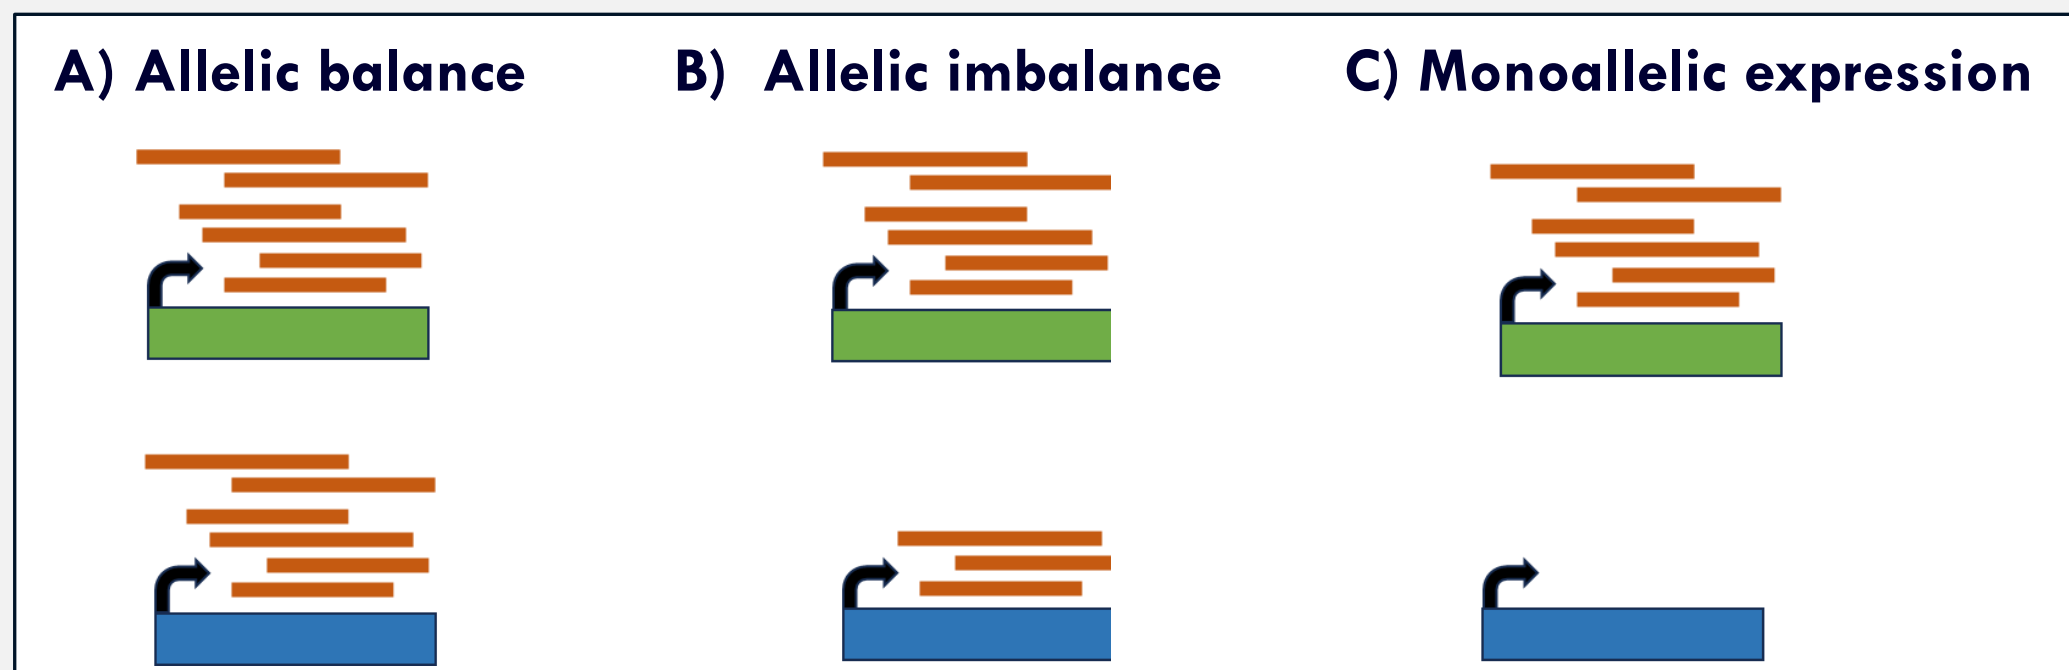 A) Allelic balance
B) Allelic imbalance
C) Monoallelic expression